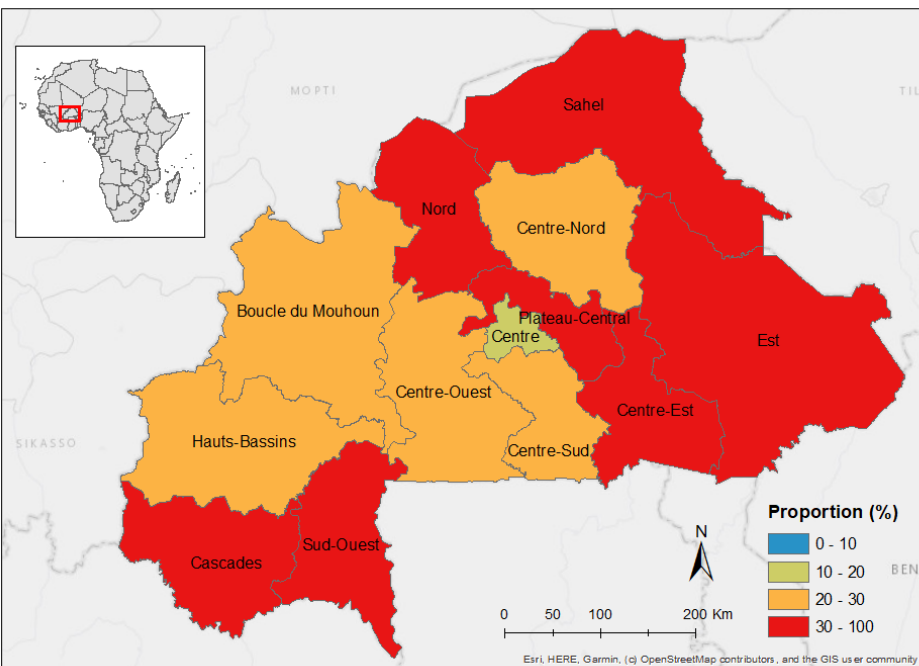 MOPTI
TIL
Sahel
Nord
Centre-Nord
Boucle du Mouhoun
Plateau-Central
Centre
Est
Centre-Ouest
Centre-Est
Hauts-Bassins
SIKASSO
Centre-Sud
Sud-Ouest
Cascades
Proportion (%)
0 - 10
10 - 20
20 - 30
30 - 100
N
BEN
0 50 100 200 Km
Esri, HERE, Garmin, (c) OpenStreetMap contributors, and the GIS user community